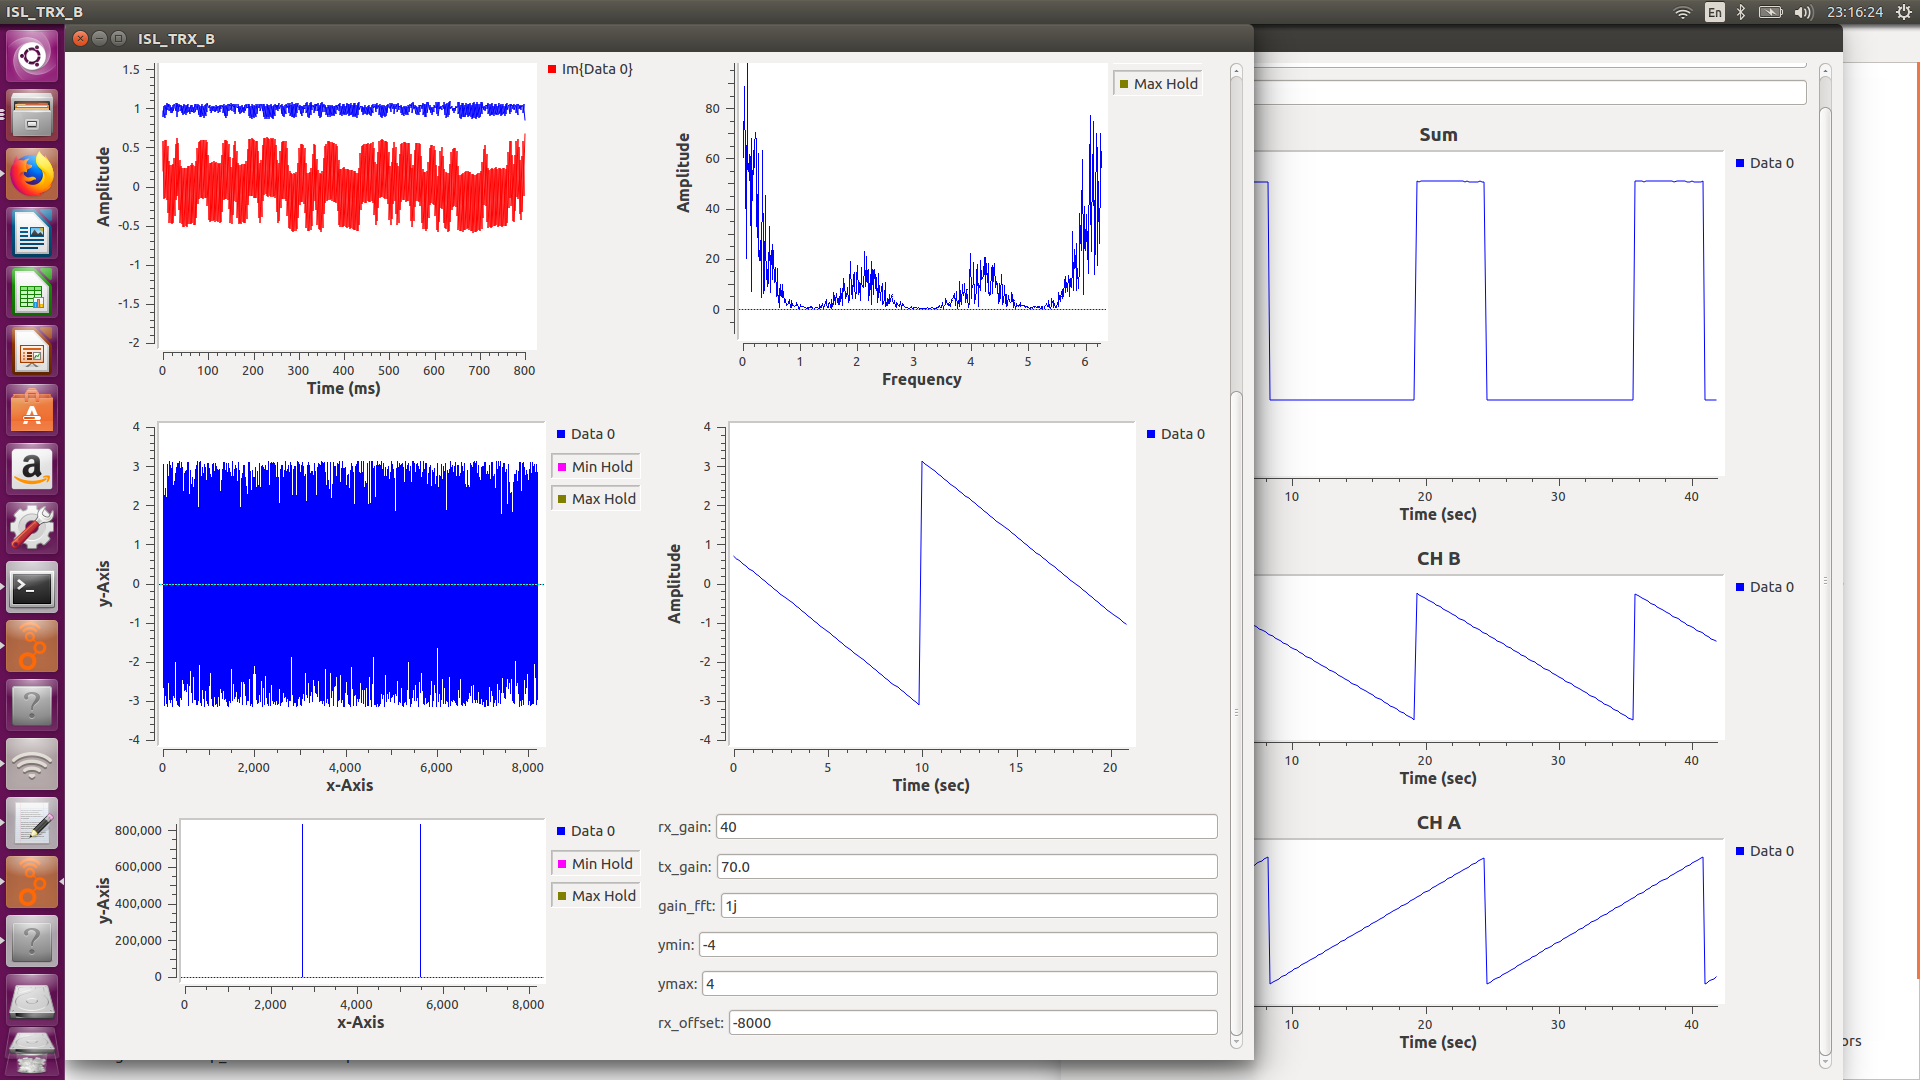 ISL_TRX_B
En
23:16:24
ISL_TRX_B
1.5
1
0.5
0
-0.5
-1
-1.5
-2
Amplitude
0 100 200 300 400 500 600 700 800
Time (ms)
Im{Data 0}
80
60
40
20
0
Amplitude
0 1 2 3 4 5 6
Frequency
Max Hold
4
3
2
1
0
-1
-2
-3
-4
y-Axis
0 2,000 4,000 6,000 8,000
x-Axis
Data 0
Min Hold
Max Hold
4
3
2
1
0
-1
-2
-3
-4
Amplitude
0 5 10 15 20
Time (sec)
Data 0
800,000
600,000
400,000
200,000
0
y-Axis
0 2,000 4,000 6,000 8,000
x-Axis
Data 0
Min Hold
Max Hold
rx_gain: 40
tx_gain: 70.0
gain_fft: 1j
ymin: -4
ymax: 4
rx_offset: -8000
Sum
Data 0
10 20 30 40
Time (sec)
CH B
Data 0
10 20 30 40
Time (sec)
CH A
Data 0
10 20 30 40
Time (sec)
ors